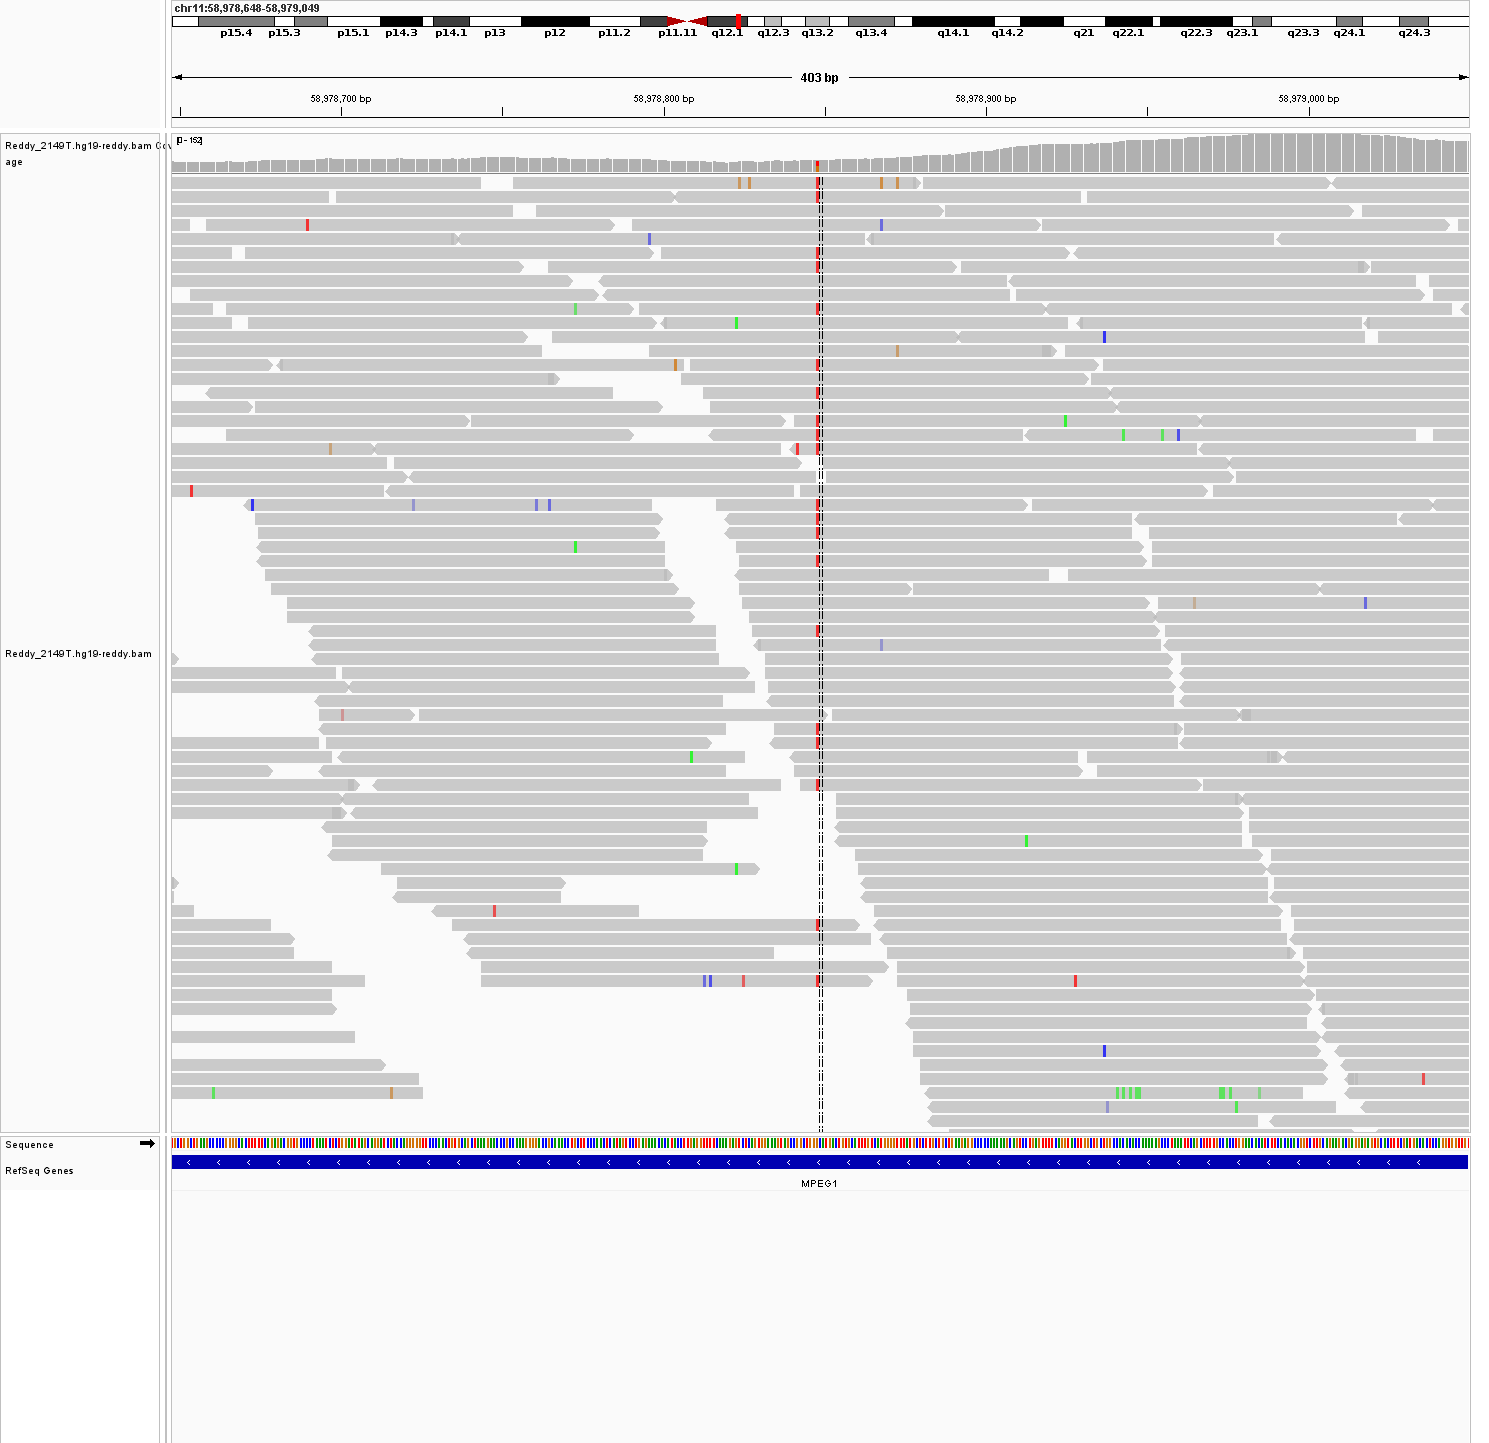 chr11:58,978,648-58,979,049
p15.4 p15.3 p15.1 p14.3 p14.1 p13 p12 p11.2 p11.11 q12.1 q12.3 q13.2 q13.4 q14.1 q14.2 q21 q22.1 q22.3 q23.1 q23.3 q24.1 q24.3
403 bp
58,978,700 bp 58,978,800 bp 58,978,900 bp 58,979,000 bp
[0 - 152]
Reddy_2149T.hg19-reddy.bam Cov
age
Reddy_2149T.hg19-reddy.bam
Sequence
RefSeq Genes
MPEG1